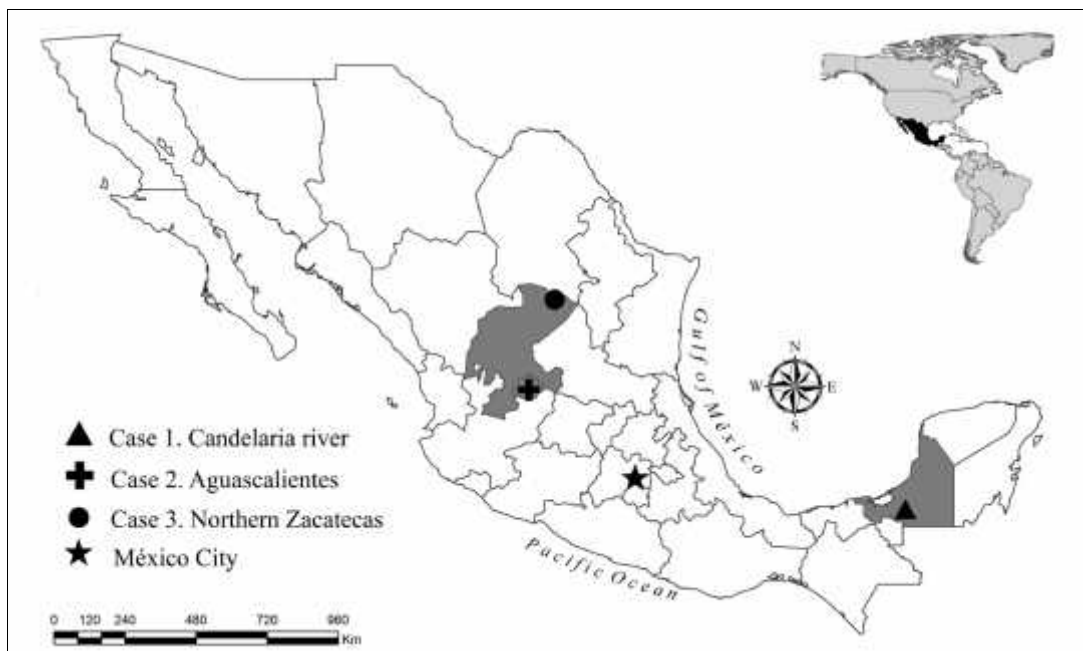 Gulf of México
N
W E
S
Case 1. Candelaria river
Case 2. Aguascalientes
Case 3. Northern Zacatecas
México City
Pacific Ocean
0 120 240 480 720 960
Km